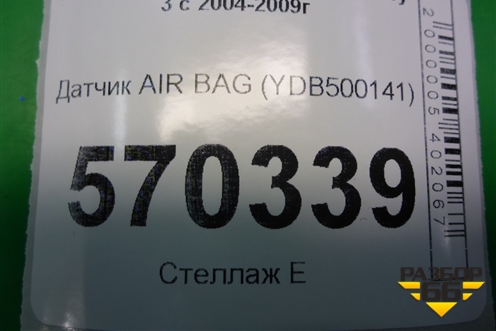 3 с 2004-2009г
Датчик AIR BAG (YDB500141)
570339
Стеллаж Е
2000005402067
РАЗБОР
66